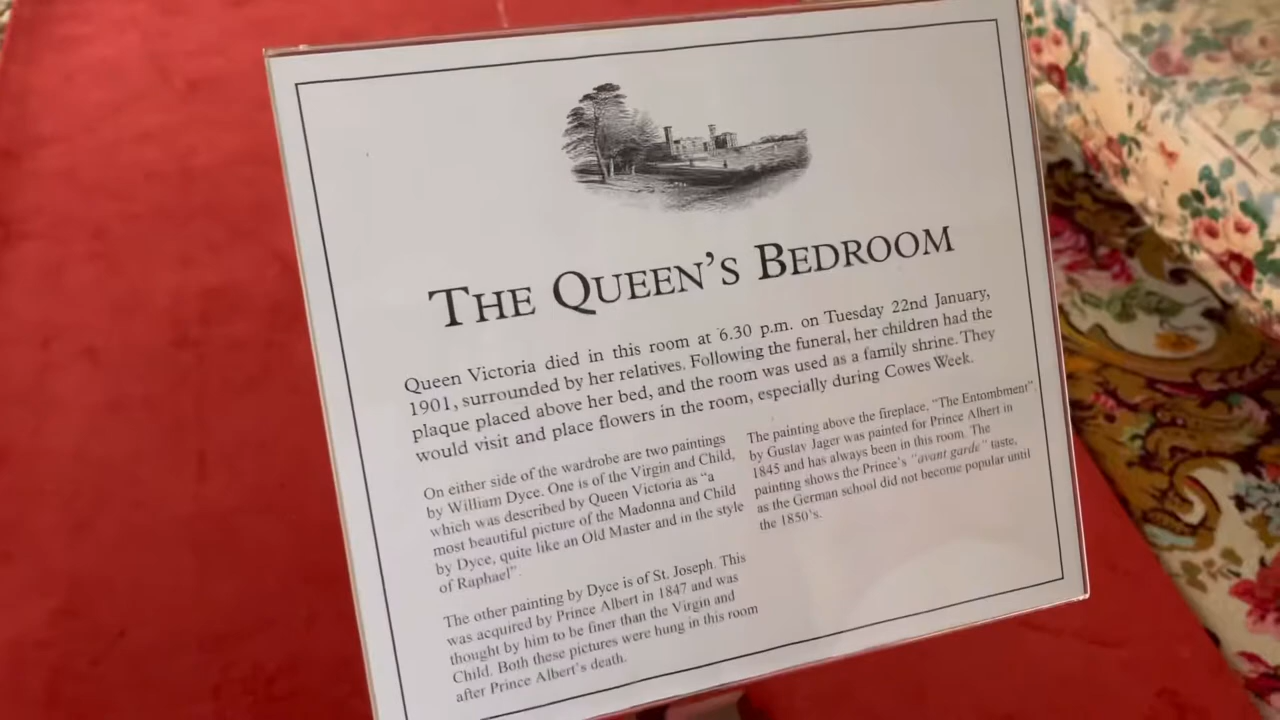 THE QUEEN'S BEDROOM
Queen Victoria died in this room at 6.30 p.m. on Tuesday 22nd January,
1901, surrounded by her relatives. Following the funeral, her children had the
plaque placed above her bed, and the room was used as a family shrine. They
would visit and place flowers in the room, especially during Cowes Week.
On either side of the wardrobe are two paintings
by William Dyce. One is of the Virgin and Child,
which was described by Queen Victoria as "a
most beautiful picture of the Madonna and Child
by Dyce, quite like an Old Master and in the style
of Raphael".
The other painting by Dyce is of St. Joseph. This
was acquired by Prince Albert in 1847 and was
thought by him to be finer than the Virgin and
Child. Both these pictures were hung in this room
after Prince Albert's death.
The painting above the fireplace, "The Entombment",
by Gustav Jager was painted for Prince Albert in
1845 and has always been in this room. The
painting shows the Prince's "avant garde" taste,
as the German school did not become popular until
the 1850's.